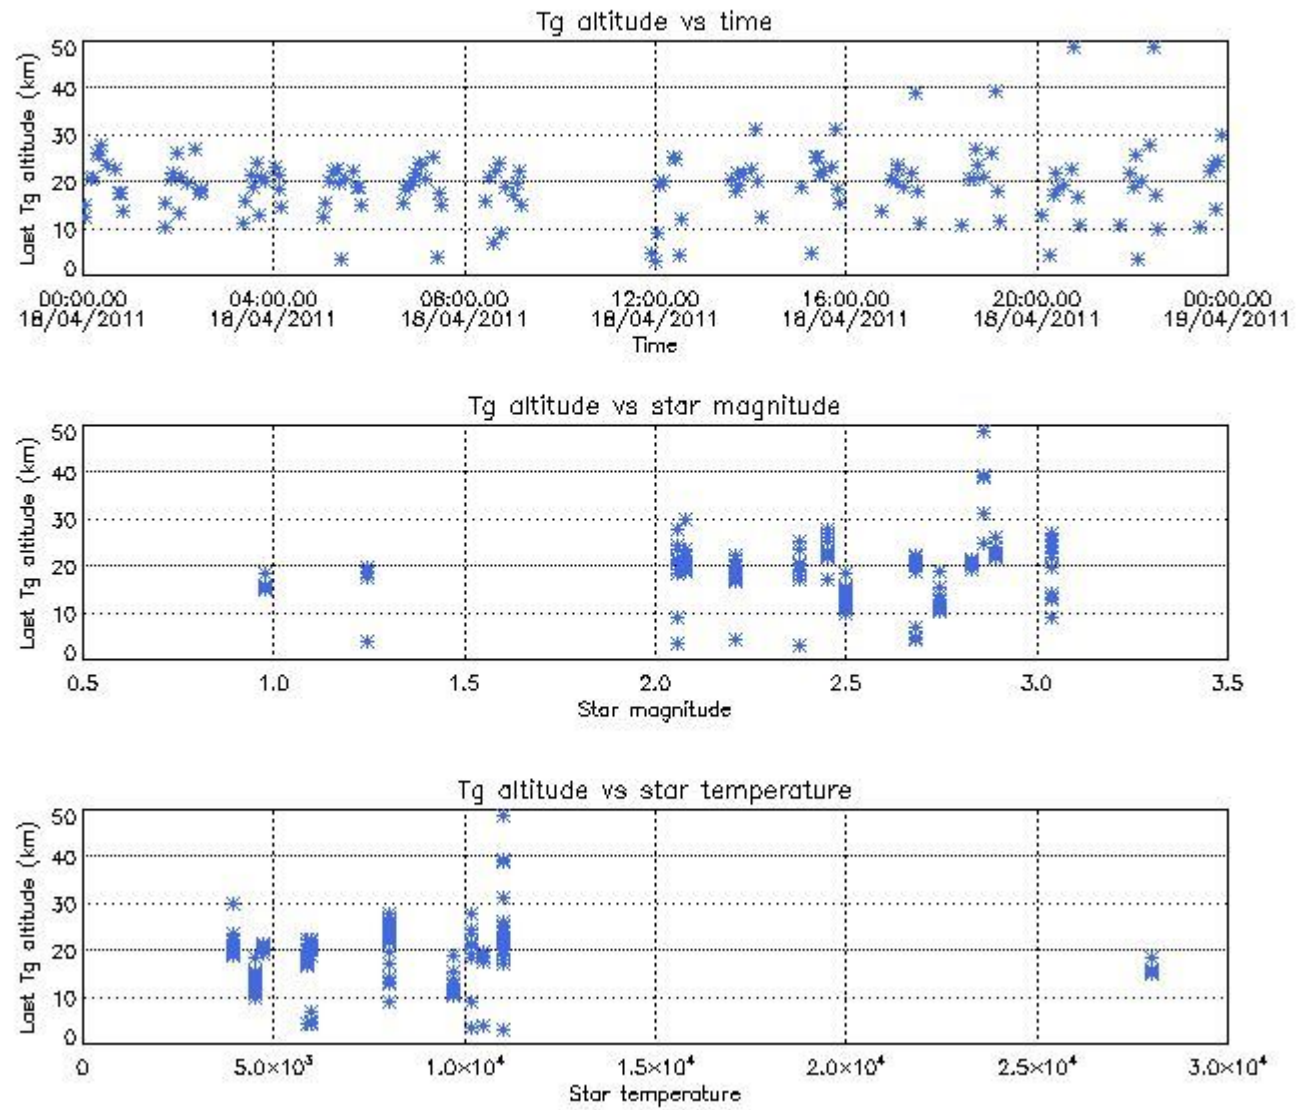 Tg altitude vs time
Last Tg altitude (km)
50
40
30
20
10
0
00:00.00 04:00.00 08:00.00 12:00.00 16:00.00 20:00.00 00:00.00
18/04/2011 18/04/2011 18/04/2011 18/04/2011 18/04/2011 18/04/2011 19/04/2011
Time
Tg altitude vs star magnitude
Last Tg altitude (km)
50
40
30
20
10
0
0.5 1.0 1.5 2.0 2.5 3.0 3.5
Star magnitude
Tg altitude vs star temperature
Last Tg altitude (km)
50
40
30
20
10
0
0 5.0×10³ 1.0×10⁴ 1.5×10⁴ 2.0×10⁴ 2.5×10⁴ 3.0×10⁴
Star temperature